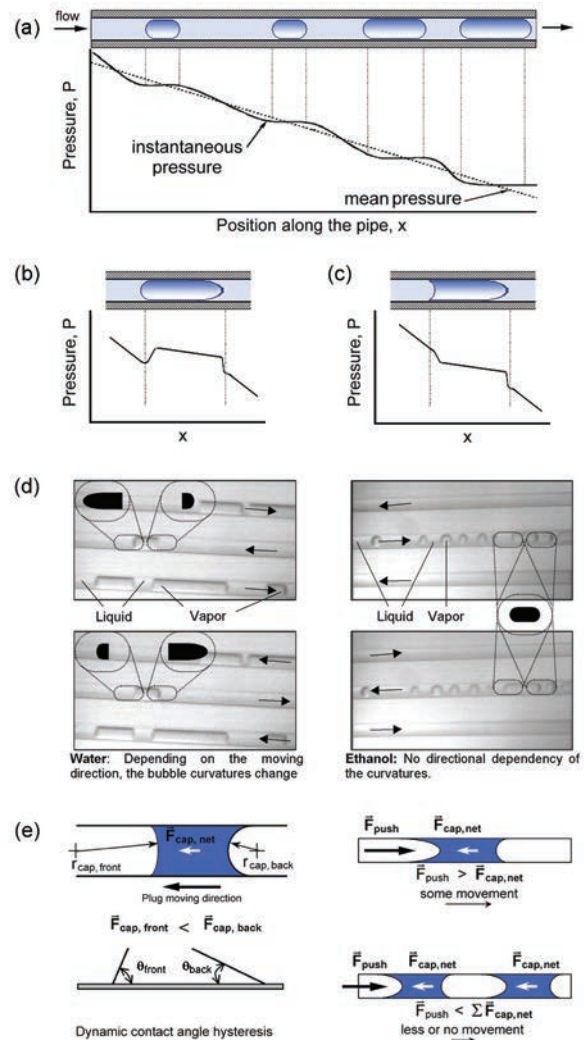 (a)
flow
Pressure, P
instantaneous
pressure
mean pressure
Position along the pipe, x
(b)
(c)
Pressure, P
Pressure, P
x
x
(d)
Liquid
Vapor
Liquid
Vapor
Water: Depending on the moving
direction, the bubble curvatures change
Ethanol: No directional dependency of
the curvatures.
(e)
F⃗cap, net
r cap, front
r cap, back
Plug moving direction
F⃗cap, front < F⃗cap, back
θfront
θback
Dynamic contact angle hysteresis
F⃗push
F⃗cap,net
F⃗push > F⃗cap,net
some movement
F⃗push
F⃗cap,net
F⃗cap,net
F⃗push < ΣF⃗cap,net
less or no movement